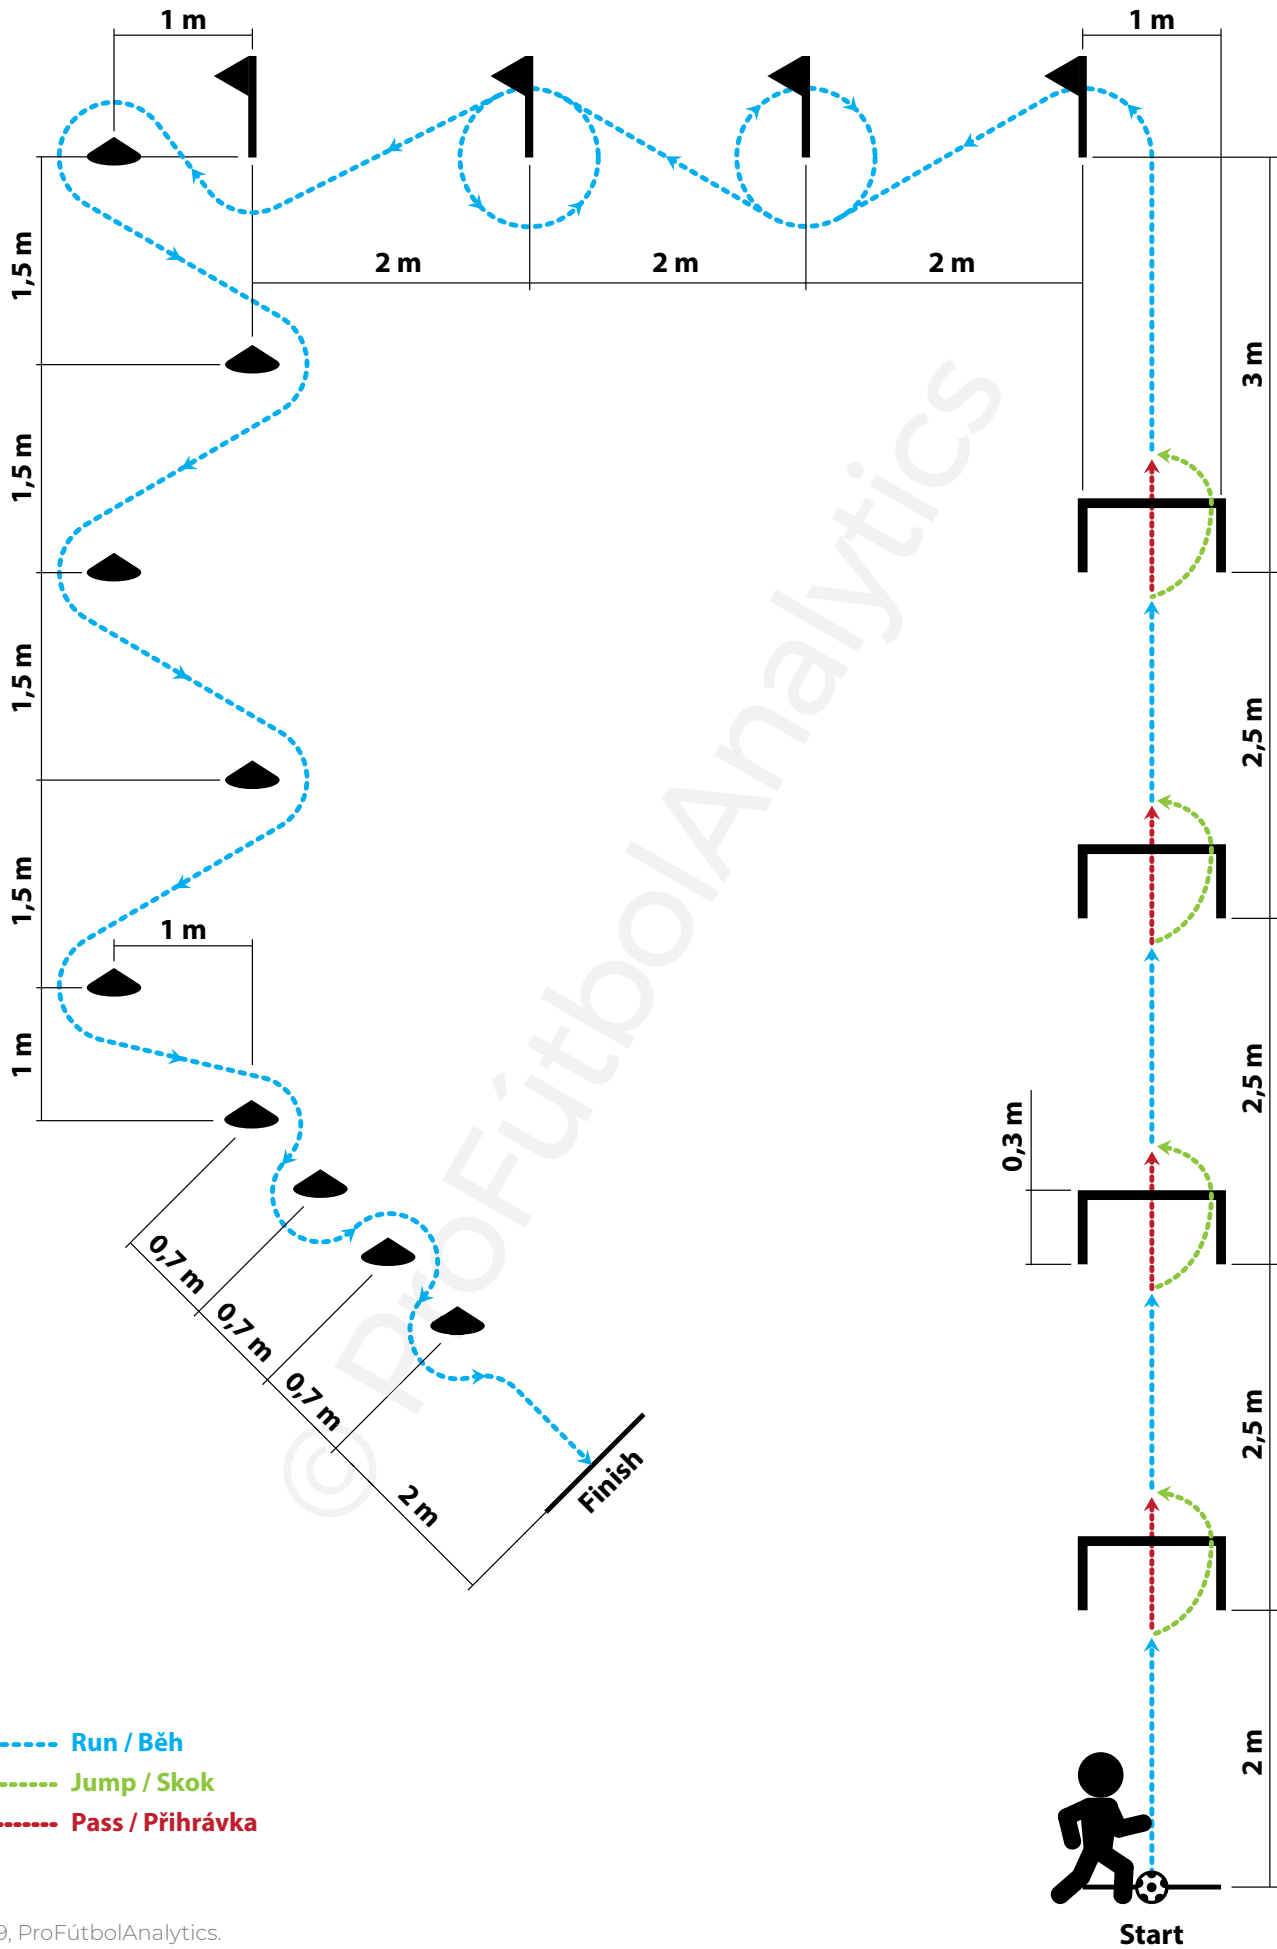 1 m
1 m
2 m
2 m
2 m
1,5 m
3 m
1,5 m
1,5 m
2,5 m
1,5 m
1 m
1 m
2,5 m
0,3 m
0,7 m
0,7 m
0,7 m
2 m
Finish
2,5 m
2 m
© ProFútbolAnalytics
Run / Běh
Jump / Skok
Pass / Přihrávka
Start
9, ProFútbolAnalytics.